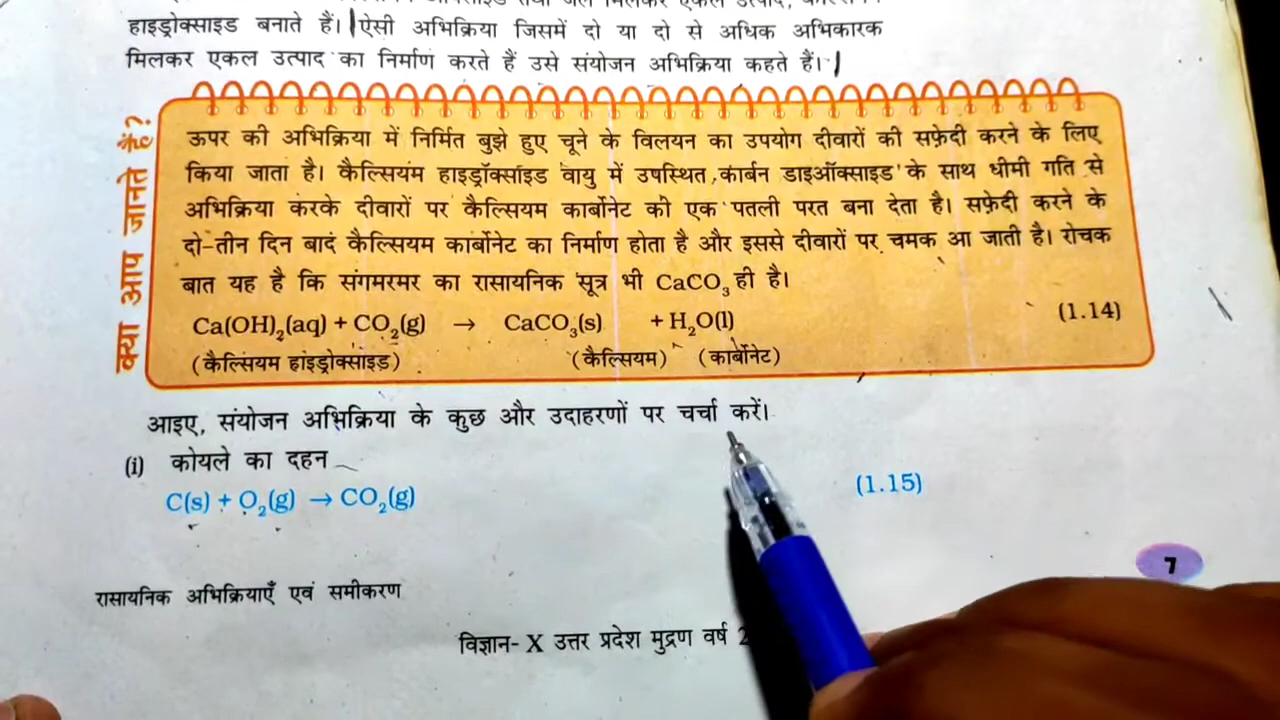 हाइड्रोक्साइड बनाते हैं। ऐसी अभिक्रिया जिसमें दो या दो से अधिक अभिकारक
मिलकर एकल उत्पाद का निर्माण करते हैं उसे संयोजन अभिक्रिया कहते हैं।
क्या आप जानते हैं?
ऊपर की अभिक्रिया में निर्मित बुझे हुए चूने के विलयन का उपयोग दीवारों की सफ़ेदी करने के लिए
किया जाता है। कैल्सियम हाइड्रॉक्साइड वायु में उपस्थित कार्बन डाइऑक्साइड के साथ धीमी गति से
अभिक्रिया करके दीवारों पर कैल्सियम कार्बोनेट की एक पतली परत बना देता है। सफ़ेदी करने के
दो-तीन दिन बाद कैल्सियम कार्बोनेट का निर्माण होता है और इससे दीवारों पर चमक आ जाती है। रोचक
बात यह है कि संगमरमर का रासायनिक सूत्र भी CaCO₃ ही है।
Ca(OH)₂(aq) + CO₂(g) → CaCO₃(s) + H₂O(l) (1.14)
(कैल्सियम हाइड्रोक्साइड) (कैल्सियम) (कार्बोनेट)
आइए, संयोजन अभिक्रिया के कुछ और उदाहरणों पर चर्चा करें।
(i) कोयले का दहन
C(s) + O₂(g) → CO₂(g) (1.15)
7
रासायनिक अभिक्रियाएँ एवं समीकरण
विज्ञान- X उत्तर प्रदेश मुद्रण वर्ष 2